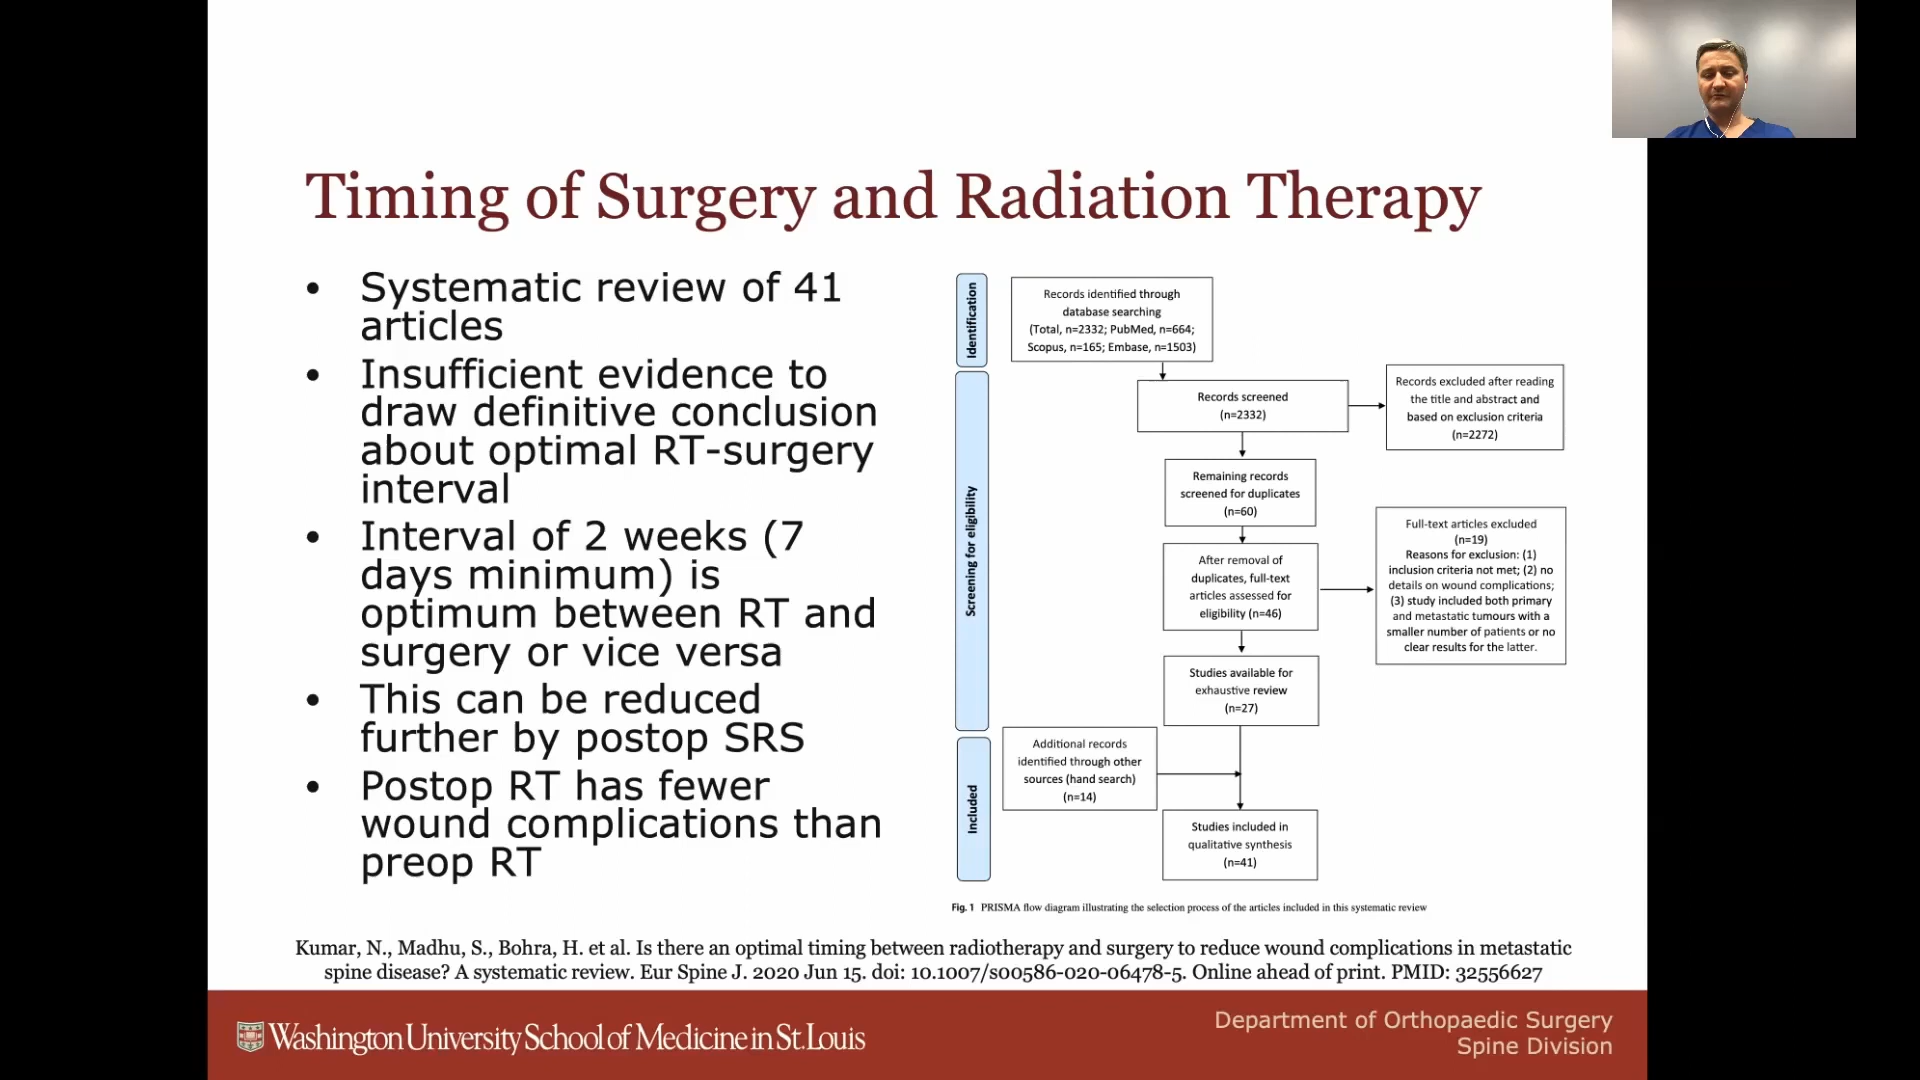 Timing of Surgery and Radiation Therapy
• Systematic review of 41
articles
• Insufficient evidence to
draw definitive conclusion
about optimal RT-surgery
interval
• Interval of 2 weeks (7
days minimum) is
optimum between RT and
surgery or vice versa
• This can be reduced
further by postop SRS
• Postop RT has fewer
wound complications than
preop RT
Identification
Records identified through
database searching
(Total, n=2332; PubMed, n=664;
Scopus, n=165; Embase, n=1503)
Screening for eligibility
Records screened
(n=2332)
Records excluded after reading
the title and abstract and
based on exclusion criteria
(n=2272)
Remaining records
screened for duplicates
(n=60)
After removal of
duplicates, full-text
articles assessed for
eligibility (n=46)
Full-text articles excluded
(n=19)
Reasons for exclusion: (1)
inclusion criteria not met; (2) no
details on wound complications;
(3) study included both primary
and metastatic tumours with a
smaller number of patients or no
clear results for the latter.
Studies available for
exhaustive review
(n=27)
Included
Additional records
identified through other
sources (hand search)
(n=14)
Studies included in
qualitative synthesis
(n=41)
Fig. 1 PRISMA flow diagram illustrating the selection process of the articles included in this systematic review
Kumar, N., Madhu, S., Bohra, H. et al. Is there an optimal timing between radiotherapy and surgery to reduce wound complications in metastatic
spine disease? A systematic review. Eur Spine J. 2020 Jun 15. doi: 10.1007/s00586-020-06478-5. Online ahead of print. PMID: 32556627
Washington University School of Medicine in St. Louis
Department of Orthopaedic Surgery
Spine Division